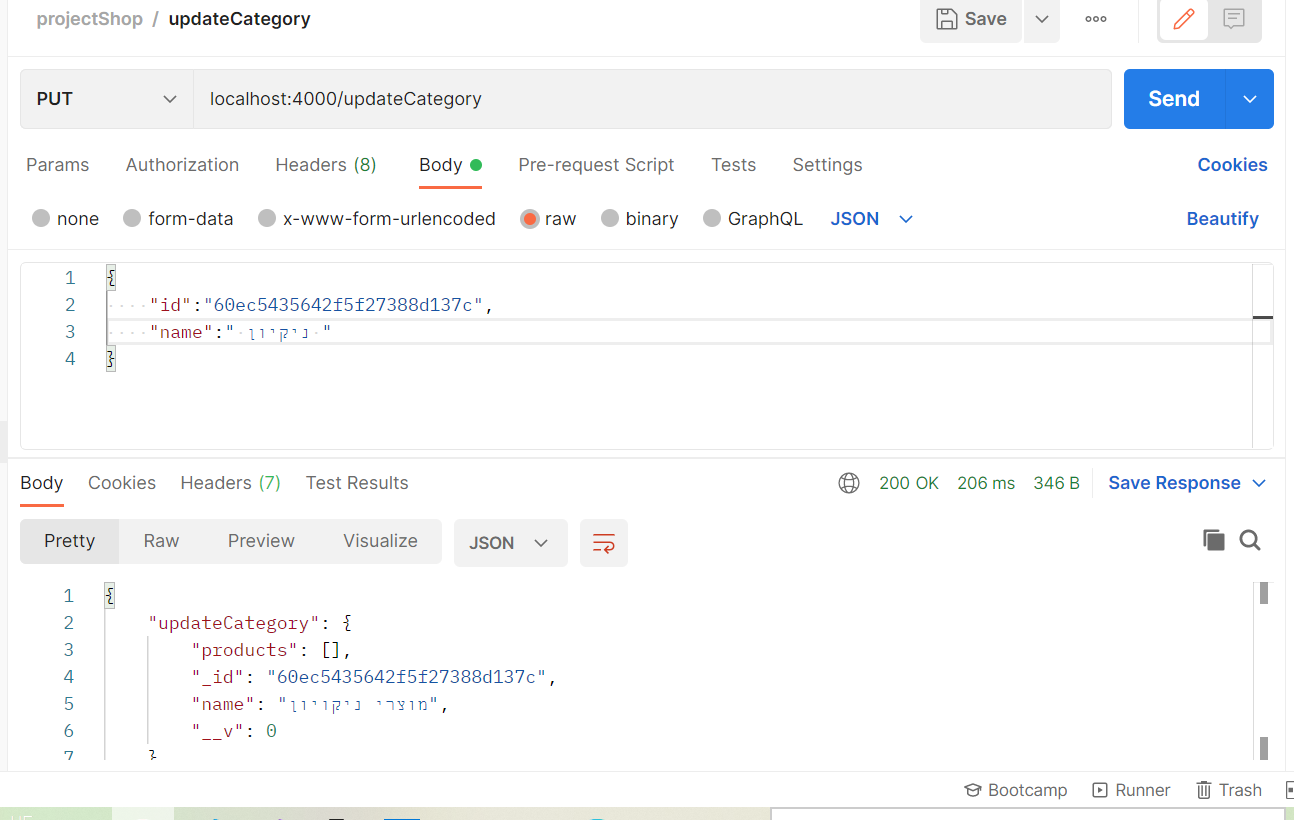 projectShop / updateCategory
Save
PUT
localhost:4000/updateCategory
Send
Params Authorization Headers (8) Body Pre-request Script Tests Settings Cookies
none form-data x-www-form-urlencoded raw binary GraphQL JSON Beautify
1 {
2 "id":"60ec5435642f5f27388d137c",
3 "name":" ניקיון "
4 }
Body Cookies Headers (7) Test Results 200 OK 206 ms 346 B Save Response
Pretty Raw Preview Visualize JSON
1 {
2 "updateCategory": {
3 "products": [],
4 "_id": "60ec5435642f5f27388d137c",
5 "name": "מוצרי ניקויון",
6 "__v": 0
7 }
Bootcamp Runner Trash